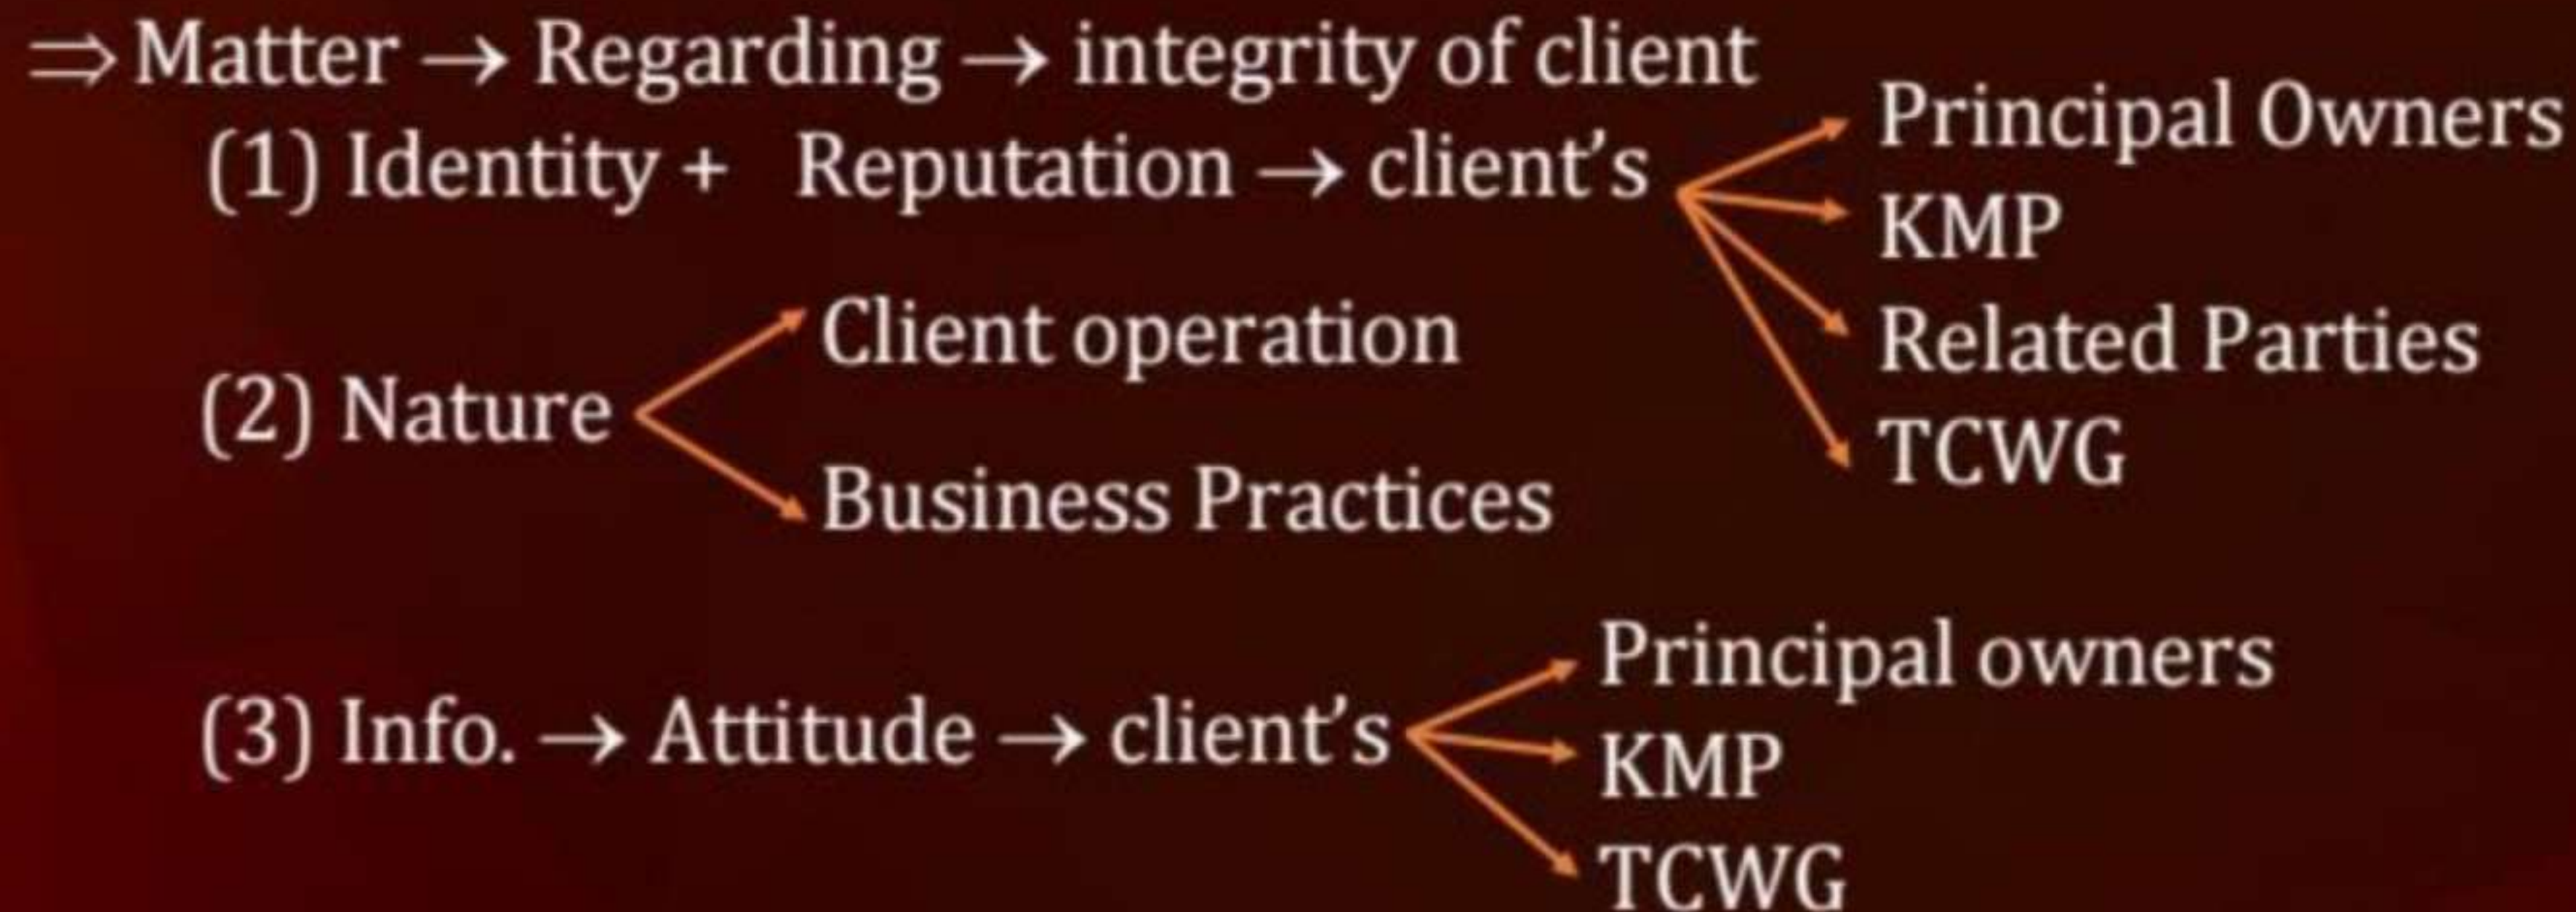 ⇒ Matter → Regarding → integrity of client
(1) Identity + Reputation → client’s
Principal Owners
KMP
Related Parties
TCWG
(2) Nature
Client operation
Business Practices
(3) Info. → Attitude → client’s
Principal owners
KMP
TCWG